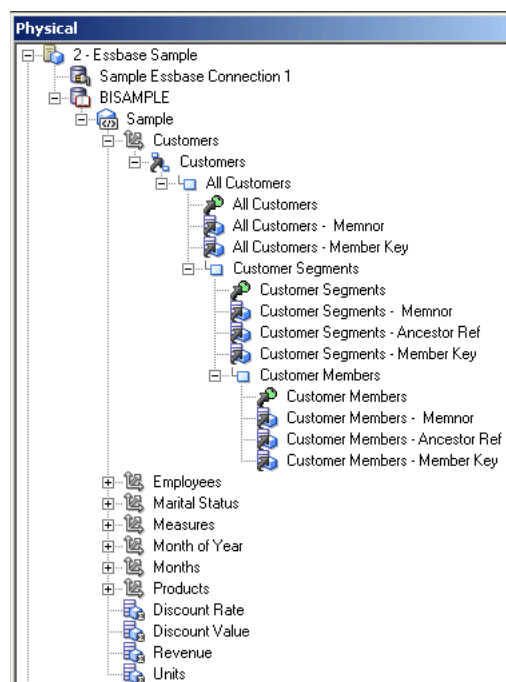 Physical
2 - Essbase Sample
Sample Essbase Connection 1
BISAMPLE
Sample
Customers
Customers
All Customers
All Customers
All Customers - Memnor
All Customers - Member Key
Customer Segments
Customer Segments
Customer Segments - Memnor
Customer Segments - Ancestor Ref
Customer Segments - Member Key
Customer Members
Customer Members
Customer Members - Memnor
Customer Members - Ancestor Ref
Customer Members - Member Key
Employees
Marital Status
Measures
Month of Year
Months
Products
Discount Rate
Discount Value
Revenue
Units